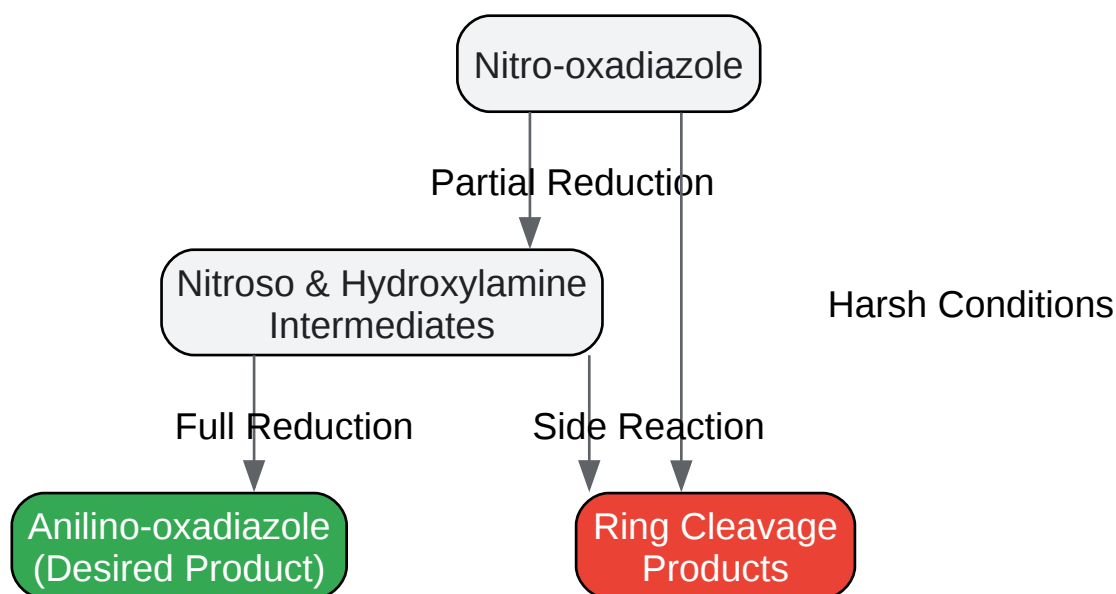 Nitro-oxadiazole
Partial Reduction
Nitroso & Hydroxylamine
Intermediates
Harsh Conditions
Full Reduction
Side Reaction
Anilino-oxadiazole
(Desired Product)
Ring Cleavage
Products